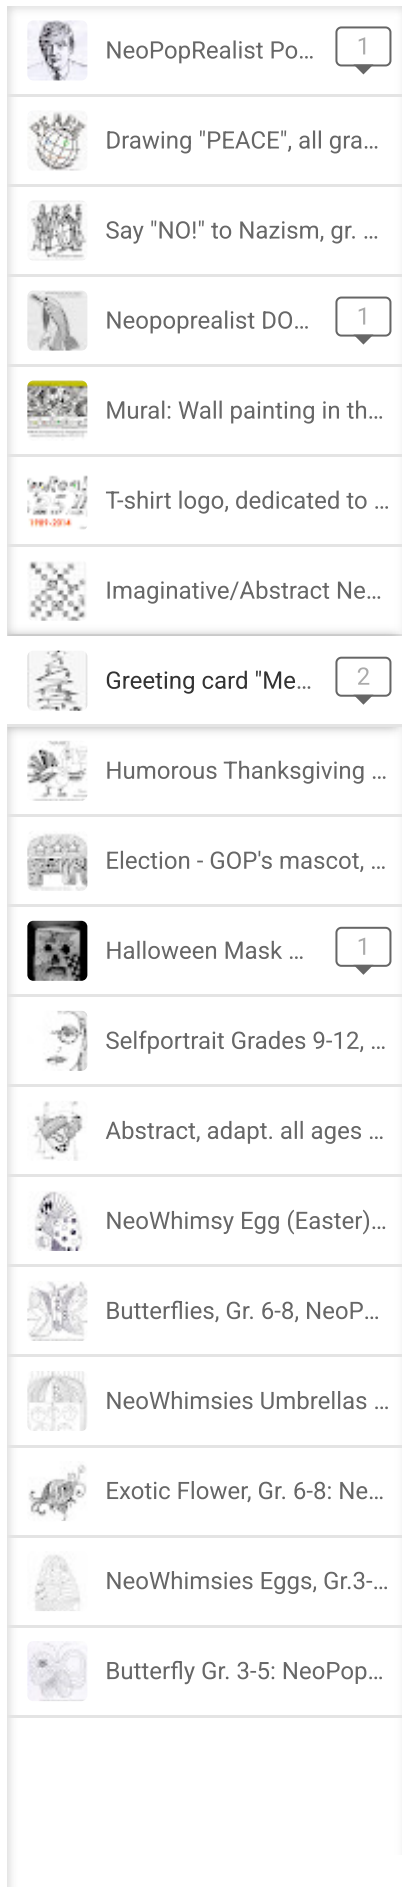 NeoPopRealist Po...
1
Drawing "PEACE", all gra...
Say "NO!" to Nazism, gr. ...
Neopoprealist DO...
1
Mural: Wall painting in th...
T-shirt logo, dedicated to ...
1989-2014
Imaginative/Abstract Ne...
Greeting card "Me...
2
Humorous Thanksgiving ...
Election - GOP's mascot, ...
Halloween Mask ...
1
Selfportrait Grades 9-12, ...
Abstract, adapt. all ages ...
NeoWhimsy Egg (Easter)...
Butterflies, Gr. 6-8, NeoP...
NeoWhimsies Umbrellas ...
Exotic Flower, Gr. 6-8: Ne...
NeoWhimsies Eggs, Gr.3-...
Butterfly Gr. 3-5: NeoPop...